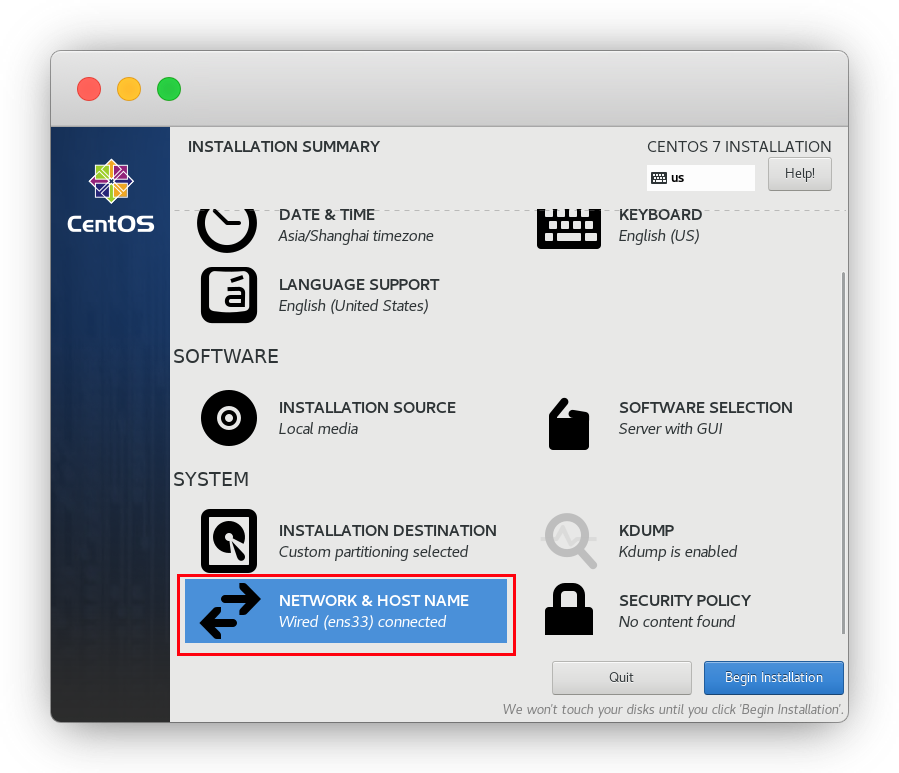 CentOS
INSTALLATION SUMMARY
CENTOS 7 INSTALLATION
us
Help!
DATE & TIME
Asia/Shanghai timezone
KEYBOARD
English (US)
á
LANGUAGE SUPPORT
English (United States)
SOFTWARE
INSTALLATION SOURCE
Local media
SOFTWARE SELECTION
Server with GUI
SYSTEM
INSTALLATION DESTINATION
Custom partitioning selected
KDUMP
Kdump is enabled
NETWORK & HOST NAME
Wired (ens33) connected
SECURITY POLICY
No content found
Quit
Begin Installation
We won't touch your disks until you click 'Begin Installation'.